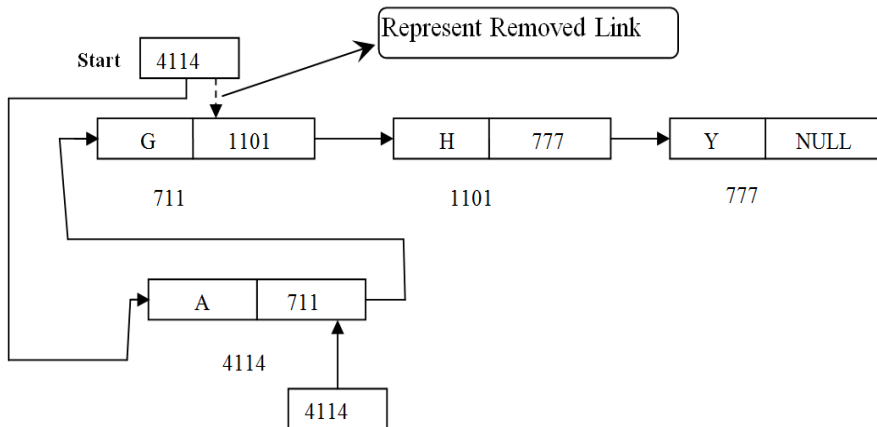 Represent Removed Link
Start 4114
G 1101 H 777 Y NULL
711 1101 777
A 711
4114
4114